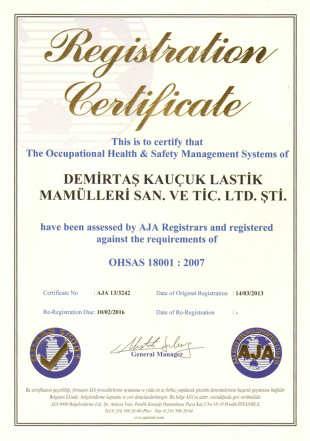 Registration
Certificate
This is to certify that
The Occupational Health & Safety Management Systems of
DEMİRTAŞ KAUÇUK LASTİK
MAMÜLLERİ SAN. VE TİC. LTD. ŞTİ.
have been assessed by AJA Registrars and registered
against the requirements of
OHSAS 18001 : 2007
Certificate No : AJA 13/3242 Date of Original Registration : 14/03/2013
Re-Registration Due: 10/02/2016 Date of Re-Registration : -
General Manager
AJA